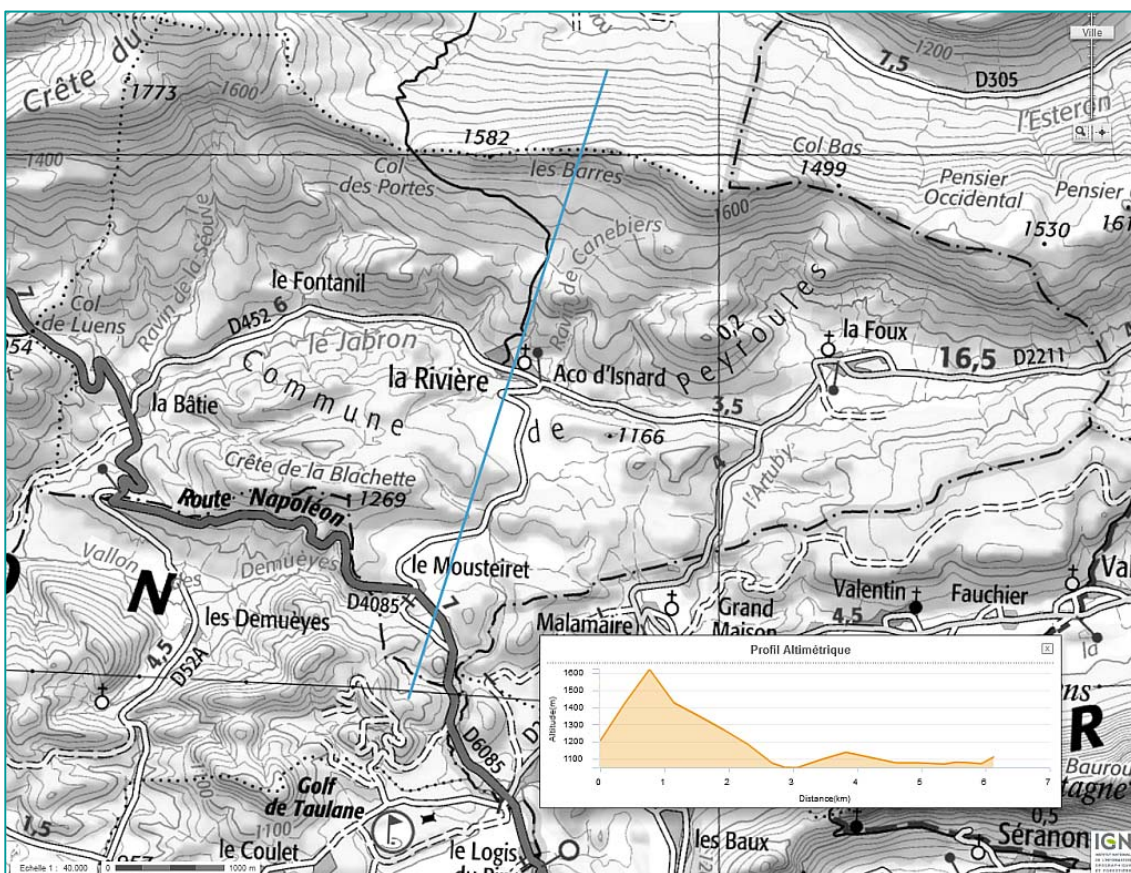 Ville
1200
7,5
D305
Crête du
1773
1600
l'Esteron
1582
Col Bas
1499
1400
les Barres
Col
des Portes
Pensier
Occidental
1600
1530
Ravin de la Séouve
Ravin de Canebiers
le Fontanil
Peyroules
Col
de Luens
D452
6
0,2
la Foux
le Jabron
16,5
D2211
la Rivière
Aco d'Isnard
Commune
de
3,5
la Bâtie
1166
4
l'Artuby
Crête de la Blachette
1269
Route Napoléon
Vallon des Demuèyes
le Mousteiret
N
D4085
7
Valentin
Fauchier
les Demuèyes
Malamaire
Grand
Maison
4,5
4,5
D52A
D6085
Profil Altimétrique
Altitude(m)
1600
1500
1400
1300
1200
1100
0
1
2
3
4
5
6
7
Distance(km)
R
Golf
de Taulane
1100
0,5
1,5
le Coulet
le Logis
les Baux
Séranon
Echelle 1 : 40.000
0
1000 m
IGN